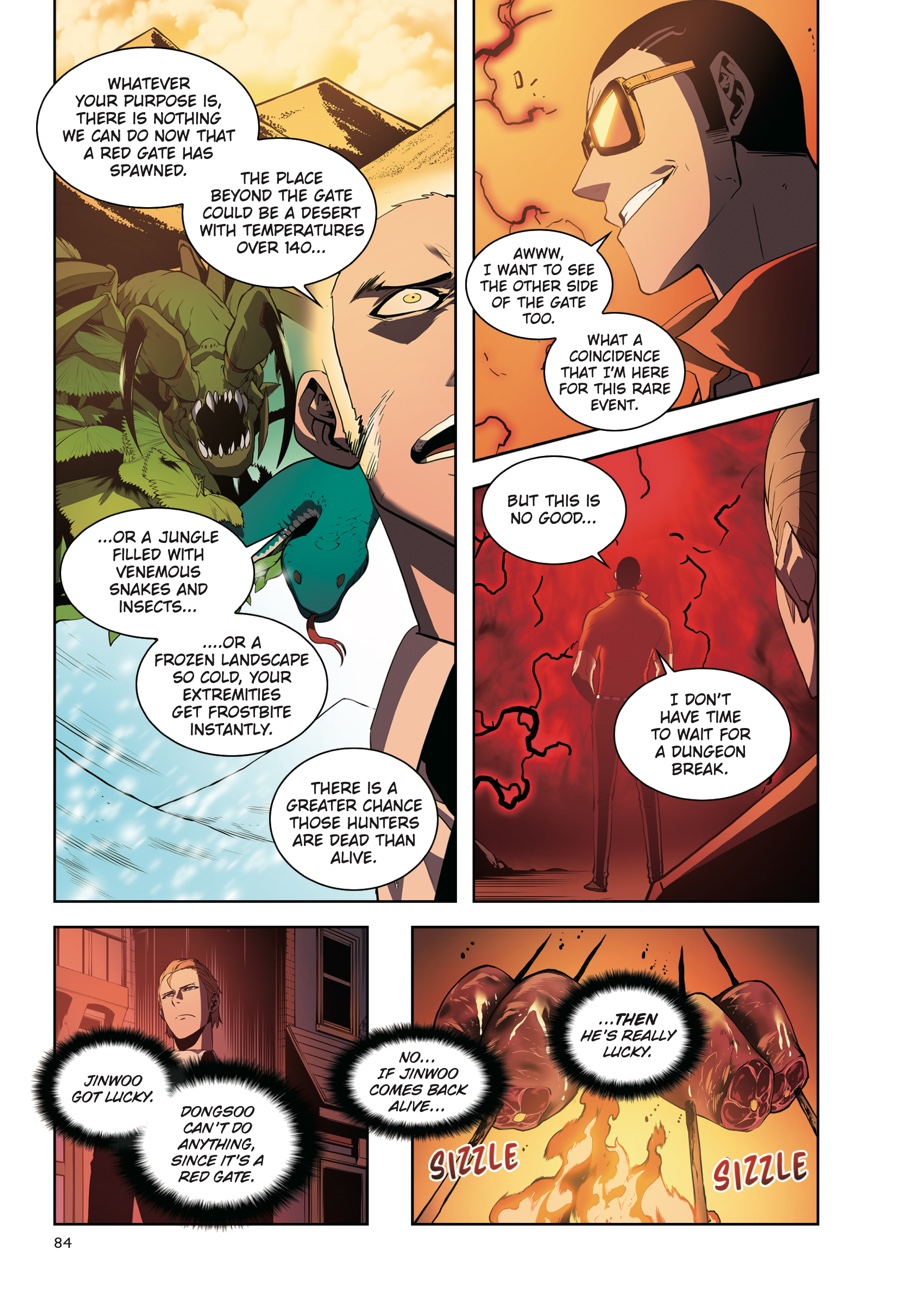 WHATEVER
YOUR PURPOSE IS,
THERE IS NOTHING
WE CAN DO NOW THAT
A RED GATE HAS
SPAWNED.
THE PLACE
BEYOND THE GATE
COULD BE A DESERT
WITH TEMPERATURES
OVER 140...
...OR A JUNGLE
FILLED WITH
VENEMOUS
SNAKES AND
INSECTS...
....OR A
FROZEN LANDSCAPE
SO COLD, YOUR
EXTREMITIES
GET FROSTBITE
INSTANTLY.
THERE IS A
GREATER CHANCE
THOSE HUNTERS
ARE DEAD THAN
ALIVE.
AWWW,
I WANT TO SEE
THE OTHER SIDE
OF THE GATE
TOO.
WHAT A
COINCIDENCE
THAT I'M HERE
FOR THIS RARE
EVENT.
BUT THIS IS
NO GOOD...
I DON'T
HAVE TIME
TO WAIT FOR
A DUNGEON
BREAK.
JINWOO
GOT LUCKY.
DONGSOO
CAN'T DO
ANYTHING,
SINCE IT'S A
RED GATE.
NO...
IF JINWOO
COMES BACK
ALIVE...
...THEN
HE'S REALLY
LUCKY.
SIZZLE
SIZZLE
84